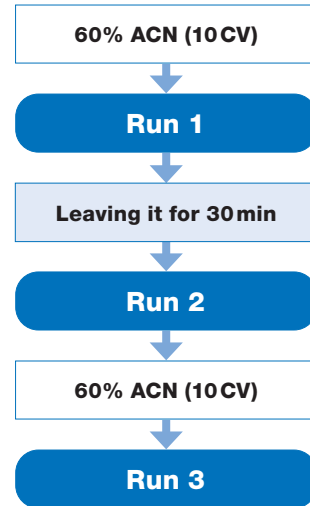 60% ACN (10 CV)
Run 1
Leaving it for 30 min
Run 2
60% ACN (10 CV)
Run 3